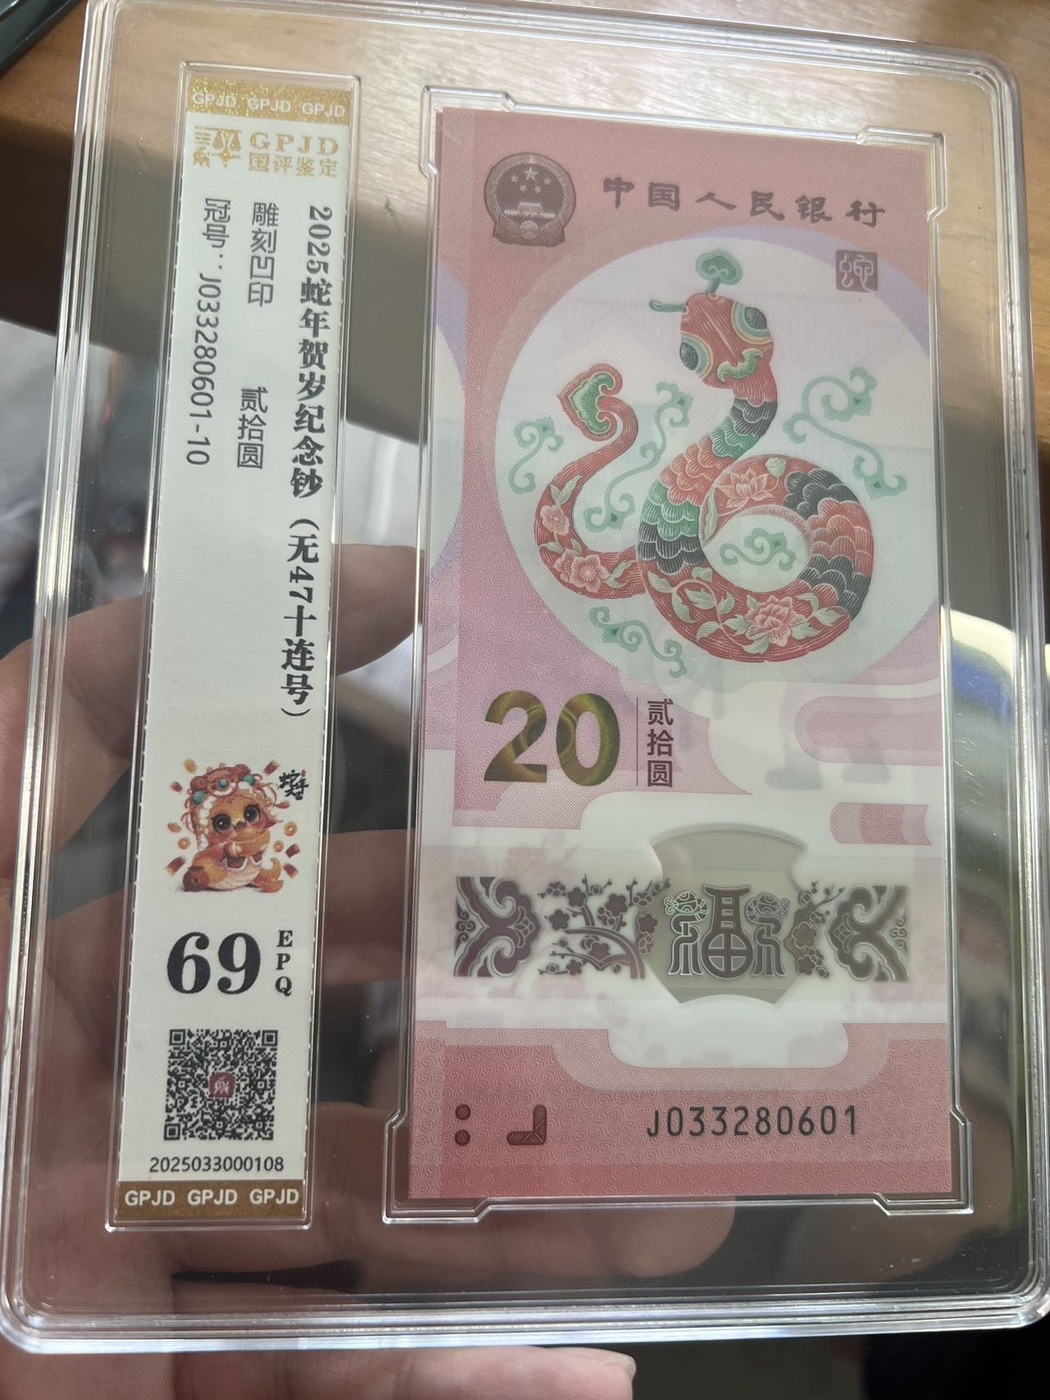 GPJD GPJD GPJD
GPJD
国评鉴定
2025蛇年贺岁纪念钞（无47十连号）
雕刻凹印 贰拾圆
冠号：J033280601-10
69
EPQ
2025033000108
GPJD GPJD GPJD
中国人民银行
20
贰拾圆
福
J033280601